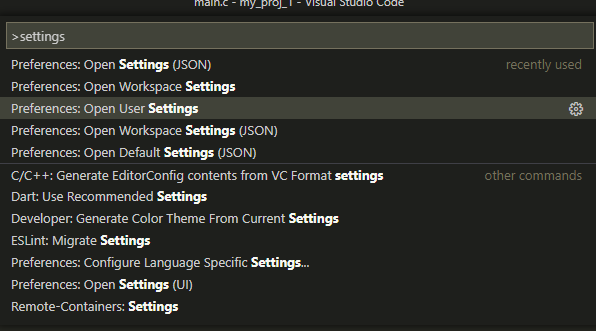 main.c - my_proj_1 - Visual Studio Code
>settings
Preferences: Open Settings (JSON) recently used
Preferences: Open Workspace Settings
Preferences: Open User Settings
Preferences: Open Workspace Settings (JSON)
Preferences: Open Default Settings (JSON)
C/C++: Generate EditorConfig contents from VC Format settings other commands
Dart: Use Recommended Settings
Developer: Generate Color Theme From Current Settings
ESLint: Migrate Settings
Preferences: Configure Language Specific Settings...
Preferences: Open Settings (UI)
Remote-Containers: Settings